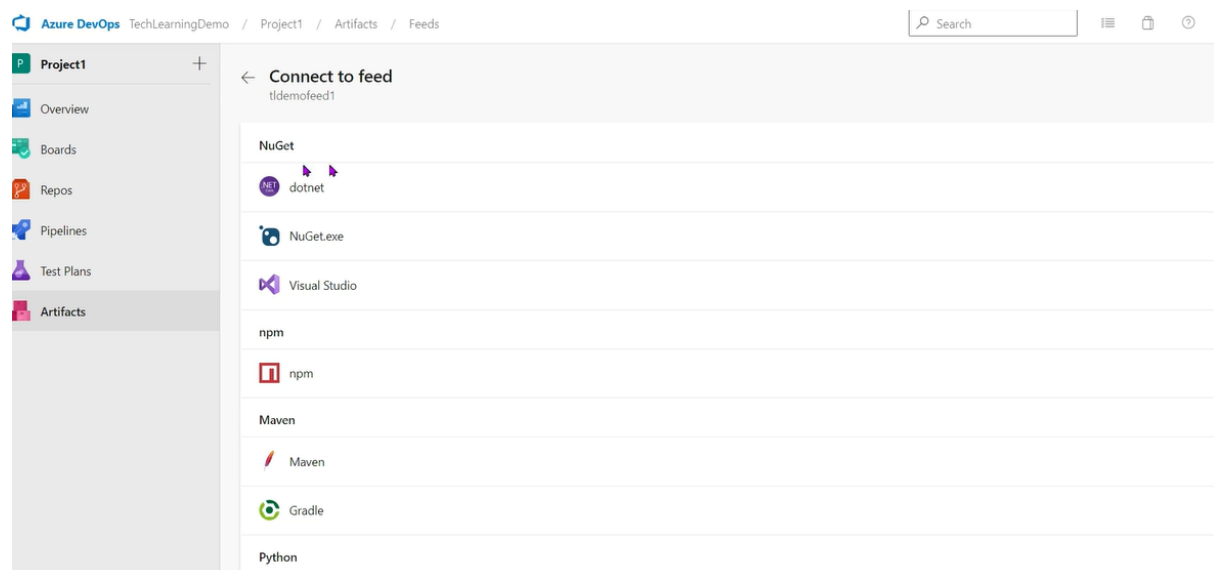 Azure DevOps TechLearningDemo / Project1 / Artifacts / Feeds
Search
P Project1
Connect to feed
tldemofeed1
Overview
Boards
Repos
Pipelines
Test Plans
Artifacts
NuGet
.NET dotnet
NuGet.exe
Visual Studio
npm
npm
Maven
Maven
Gradle
Python